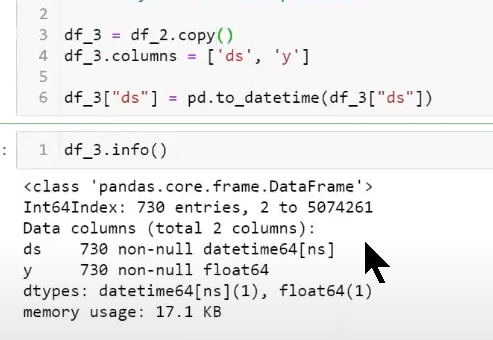 2
3 df_3 = df_2.copy()
4 df_3.columns = ['ds', 'y']
5
6 df_3["ds"] = pd.to_datetime(df_3["ds"])
: 1 df_3.info()
<class 'pandas.core.frame.DataFrame'>
Int64Index: 730 entries, 2 to 5074261
Data columns (total 2 columns):
ds    730 non-null datetime64[ns]
y     730 non-null float64
dtypes: datetime64[ns](1), float64(1)
memory usage: 17.1 KB